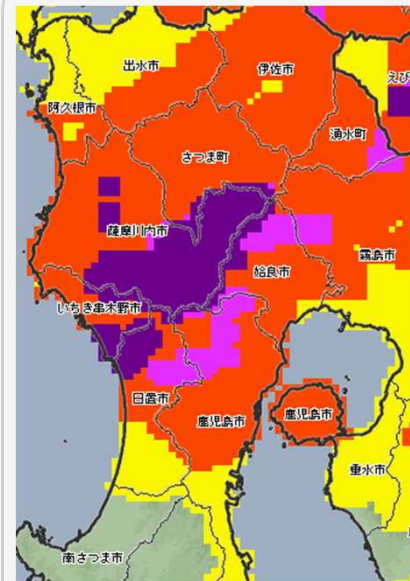 出水市
伊佐市
えび
阿久根市
湧水町
さつま町
薩摩川内市
霧島市
姶良市
いちき串木野市
日置市
鹿児島市
鹿児島市
垂水市
南さつま市